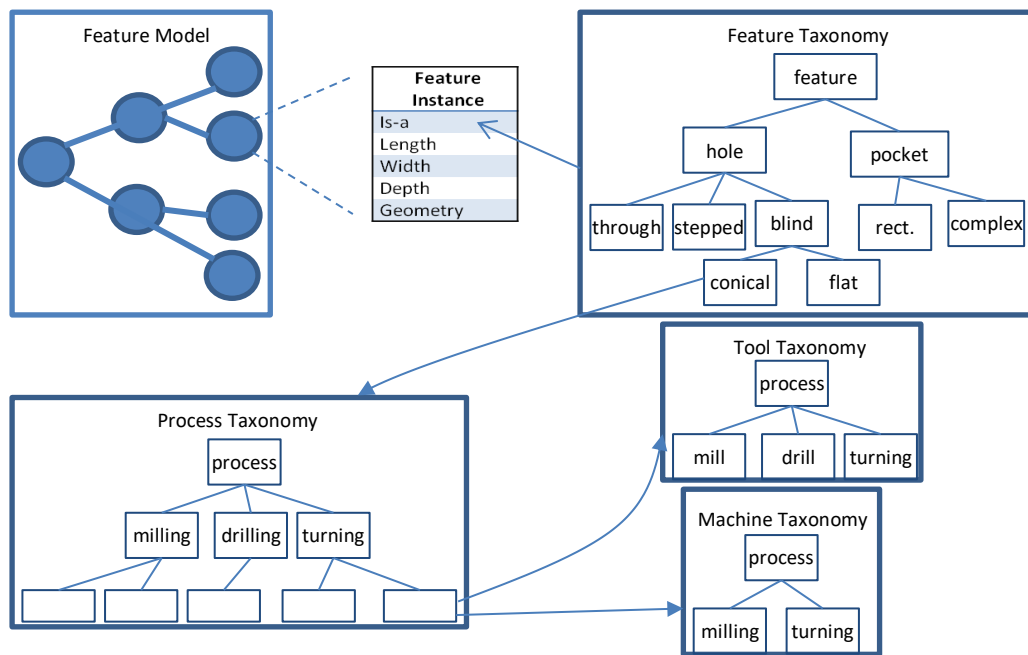 Feature Model
Feature
Instance
Is-a
Length
Width
Depth
Geometry
Feature Taxonomy
feature
hole
pocket
through
stepped
blind
rect.
complex
conical
flat
Tool Taxonomy
process
mill
drill
turning
Process Taxonomy
process
milling
drilling
turning
Machine Taxonomy
process
milling
turning